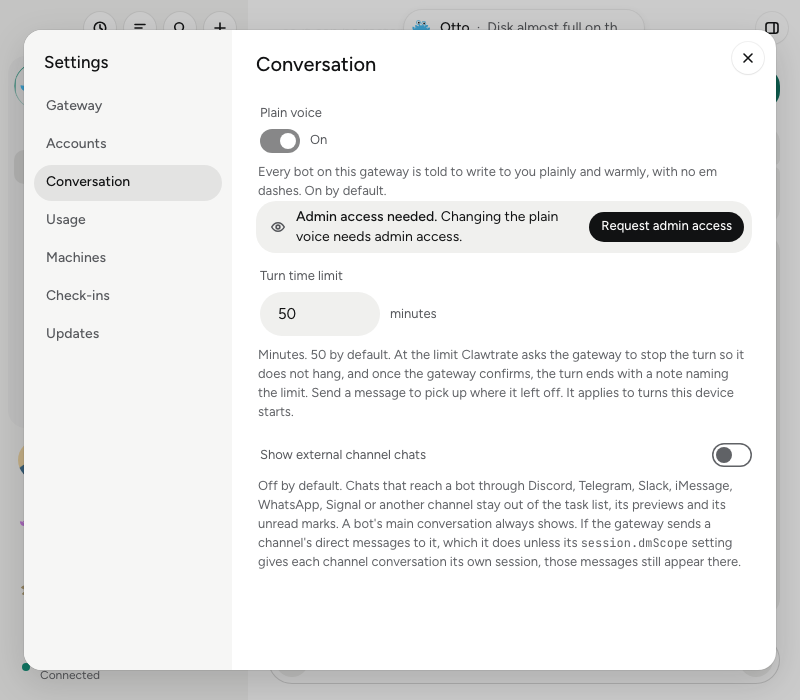 Otto · Disk almost full on th
Settings
Gateway
Accounts
Conversation
Usage
Machines
Check-ins
Updates
Connected
Conversation
Plain voice
On
Every bot on this gateway is told to write to you plainly and warmly, with no em
dashes. On by default.
Admin access needed. Changing the plain
voice needs admin access.
Request admin access
Turn time limit
50 minutes
Minutes. 50 by default. At the limit Clawtrate asks the gateway to stop the turn so it
does not hang, and once the gateway confirms, the turn ends with a note naming
the limit. Send a message to pick up where it left off. It applies to turns this device
starts.
Show external channel chats
Off by default. Chats that reach a bot through Discord, Telegram, Slack, iMessage,
WhatsApp, Signal or another channel stay out of the task list, its previews and its
unread marks. A bot's main conversation always shows. If the gateway sends a
channel's direct messages to it, which it does unless its session.dmScope setting
gives each channel conversation its own session, those messages still appear there.